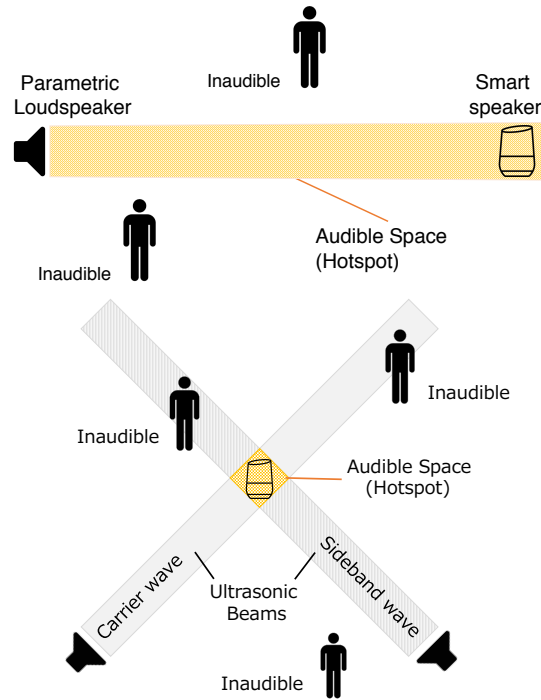 Inaudible
Parametric
Loudspeaker
Smart
speaker
Audible Space
(Hotspot)
Inaudible
Inaudible
Inaudible
Audible Space
(Hotspot)
Carrier wave
Ultrasonic
Beams
Sideband wave
Inaudible